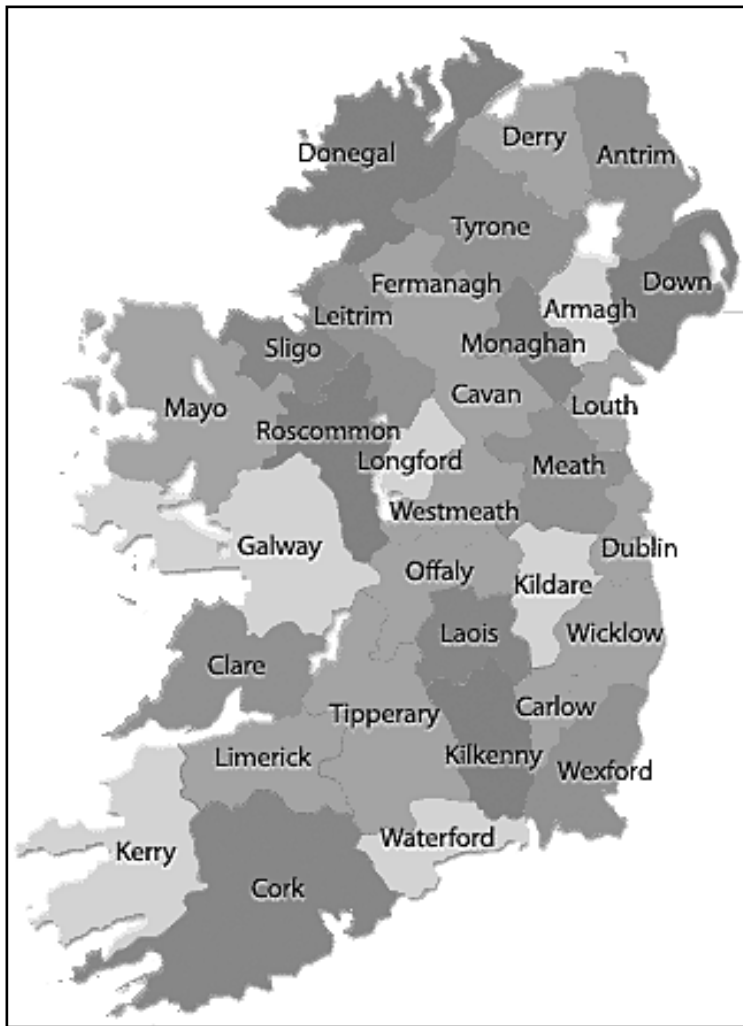 Donegal
Derry
Antrim
Tyrone
Fermanagh
Down
Armagh
Leitrim
Monaghan
Sligo
Cavan
Mayo
Louth
Roscommon
Longford
Meath
Westmeath
Galway
Dublin
Offaly
Kildare
Laois
Wicklow
Clare
Carlow
Tipperary
Kilkenny
Limerick
Wexford
Waterford
Kerry
Cork